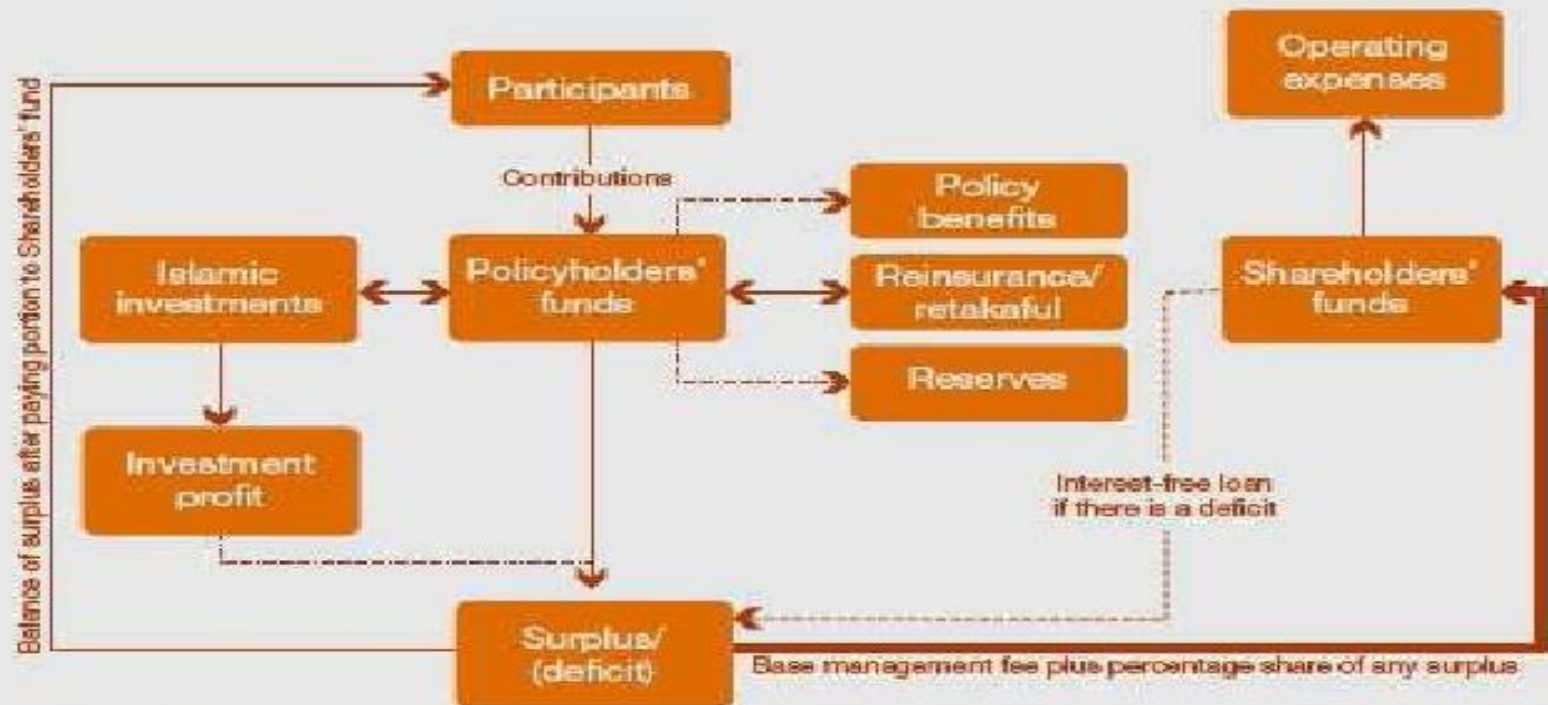 Operating
expenses
Participants
Contributions
Policy
benefits
Islamic
investments
Policyholders'
funds
Reinsurance/
retakaful
Shareholders'
funds
Reserves
Investment
profit
Interest-free loan
if there is a deficit
Surplus/
(deficit)
Base management fee plus percentage share of any surplus
Balance of surplus after paying portion to Shareholders' fund